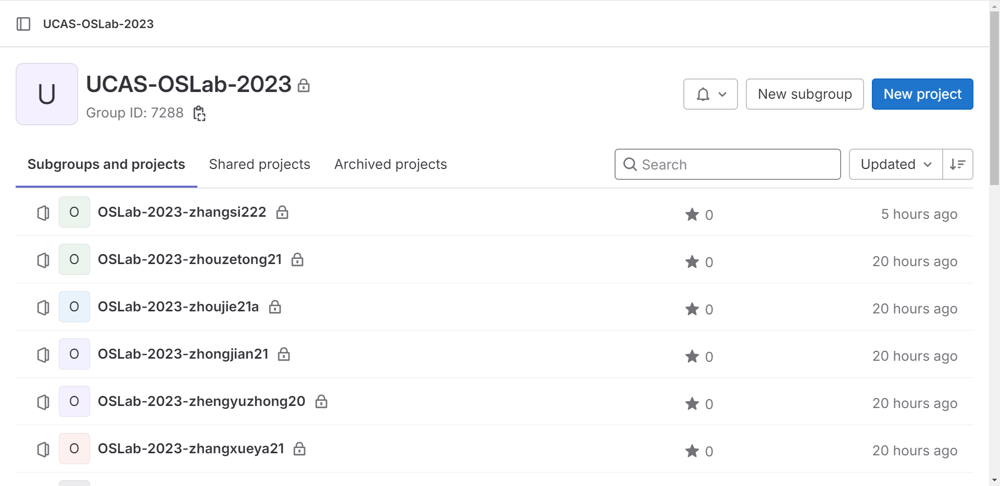 UCAS-OSLab-2023
U
UCAS-OSLab-2023
Group ID: 7288
New subgroup
New project
Subgroups and projects
Shared projects
Archived projects
Search
Updated
O OSLab-2023-zhangsi222 0 5 hours ago
O OSLab-2023-zhouzetong21 0 20 hours ago
O OSLab-2023-zhoujie21a 0 20 hours ago
O OSLab-2023-zhongjian21 0 20 hours ago
O OSLab-2023-zhengyuzhong20 0 20 hours ago
O OSLab-2023-zhangxueya21 0 20 hours ago